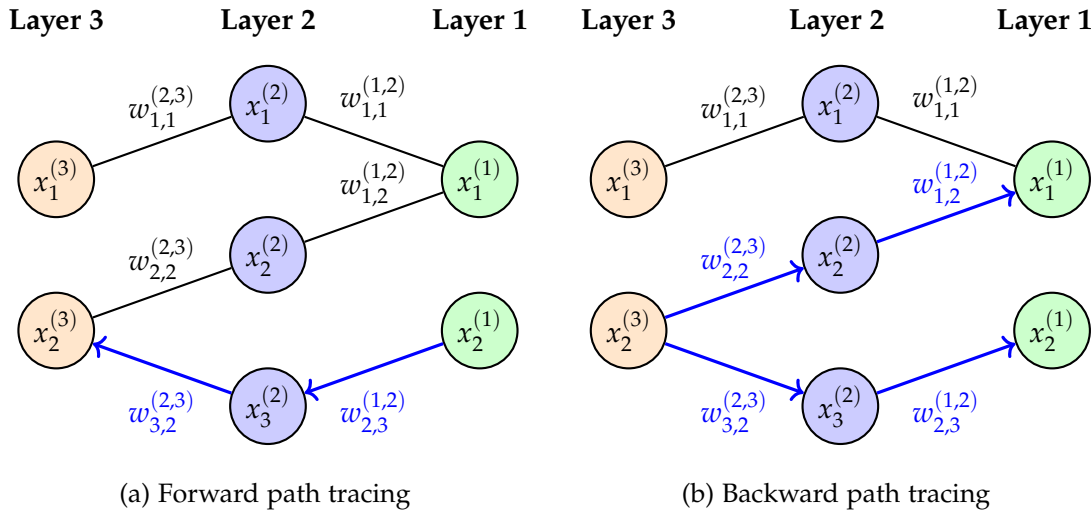 Layer 3 Layer 2 Layer 1
x_1^{(2)}
w_{1,1}^{(2,3)} w_{1,1}^{(1,2)}
x_1^{(3)} x_1^{(1)}
w_{1,2}^{(1,2)}
x_2^{(2)}
w_{2,2}^{(2,3)}
x_2^{(3)} x_2^{(1)}
x_3^{(2)}
w_{3,2}^{(2,3)} w_{2,3}^{(1,2)}
(a) Forward path tracing
Layer 3 Layer 2 Layer 1
x_1^{(2)}
w_{1,1}^{(2,3)} w_{1,1}^{(1,2)}
x_1^{(3)} x_1^{(1)}
w_{1,2}^{(1,2)}
x_2^{(2)}
w_{2,2}^{(2,3)}
x_2^{(3)} x_2^{(1)}
x_3^{(2)}
w_{3,2}^{(2,3)} w_{2,3}^{(1,2)}
(b) Backward path tracing